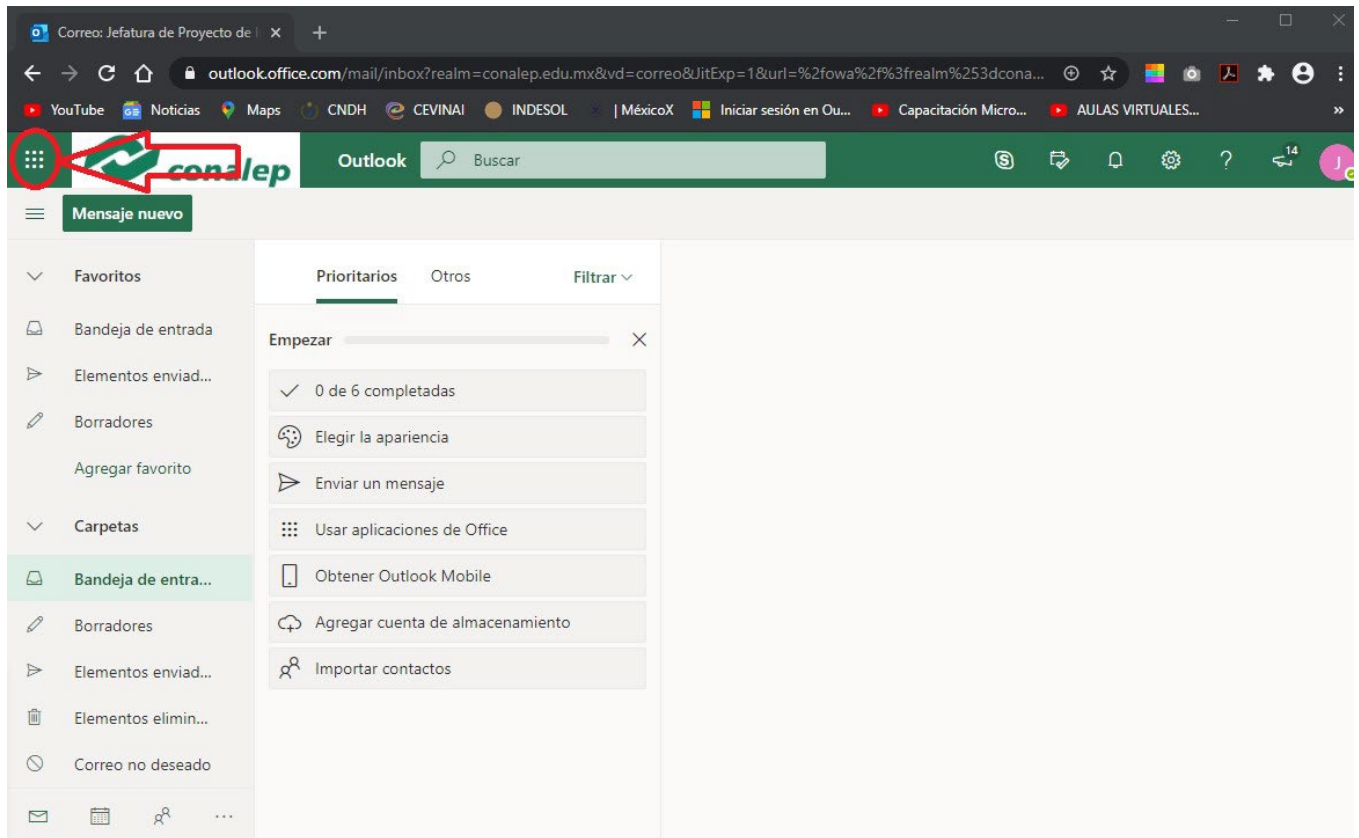 Correo: Jefatura de Proyecto de I
outlook.office.com/mail/inbox?realm=conalep.edu.mx&vd=correo&JitExp=1&url=%2fowa%2f%3frealm%253dcona...
YouTube GE Noticias Maps CNDH CEVINAI INDESOL | MéxicoX Iniciar sesión en Ou... Capacitación Micro... AULAS VIRTUALES... »
conalep Outlook Buscar 14 J
Mensaje nuevo
Favoritos
Prioritarios Otros Filtrar
Bandeja de entrada
Empezar
Elementos enviad...
0 de 6 completadas
Borradores
Elegir la apariencia
Agregar favorito
Enviar un mensaje
Carpetas
Usar aplicaciones de Office
Bandeja de entra...
Obtener Outlook Mobile
Borradores
Agregar cuenta de almacenamiento
Elementos enviad...
Importar contactos
Elementos elimin...
Correo no deseado